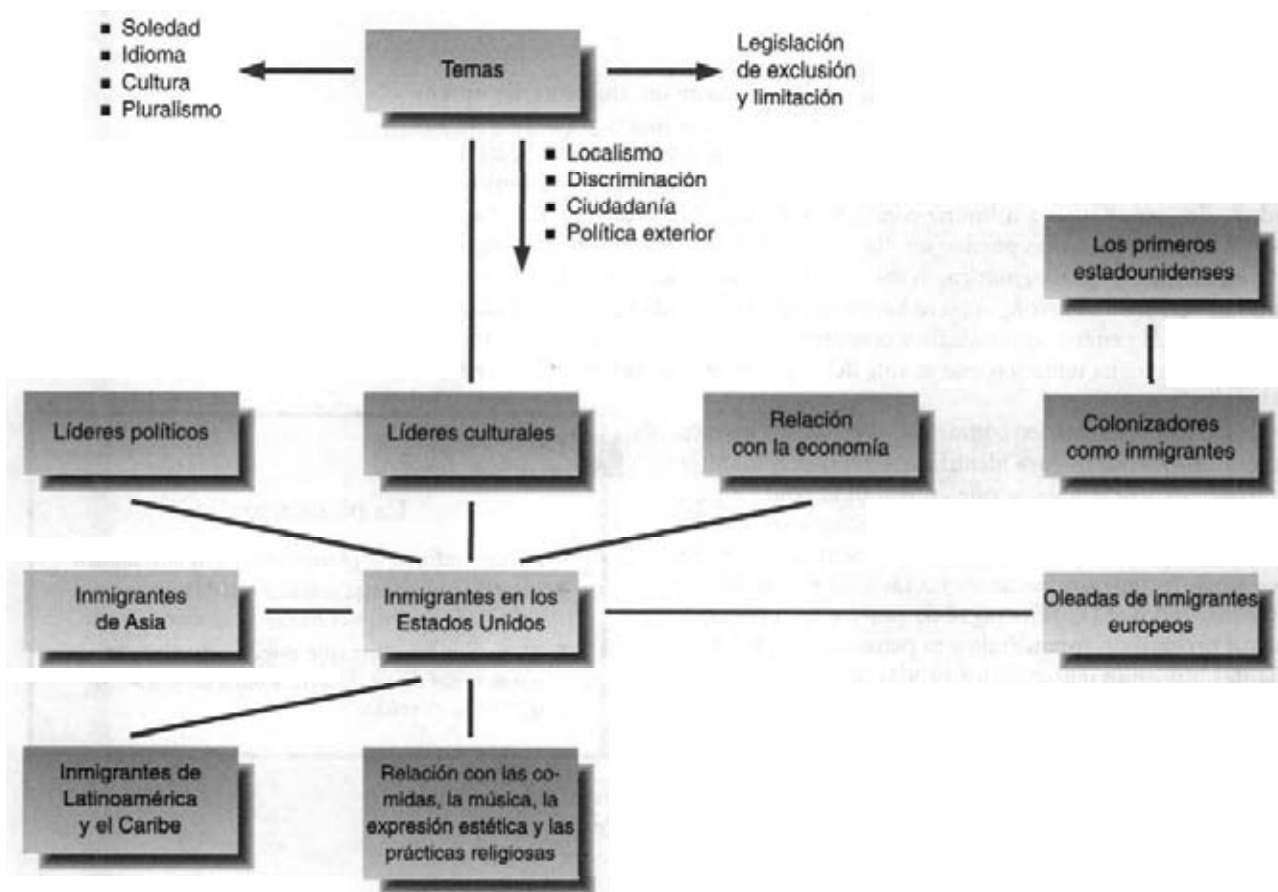 ■ Soledad
■ Idioma
■ Cultura
■ Pluralismo
Temas
Legislación
de exclusión
y limitación
■ Localismo
■ Discriminación
■ Ciudadanía
■ Política exterior
Los primeros
estadounidenses
Líderes políticos
Líderes culturales
Relación
con la economía
Colonizadores
como inmigrantes
Inmigrantes
de Asia
Inmigrantes en los
Estados Unidos
Oleadas de inmigrantes
europeos
Inmigrantes de
Latinoamérica
y el Caribe
Relación con las co-
midas, la música, la
expresión estética y las
prácticas religiosas